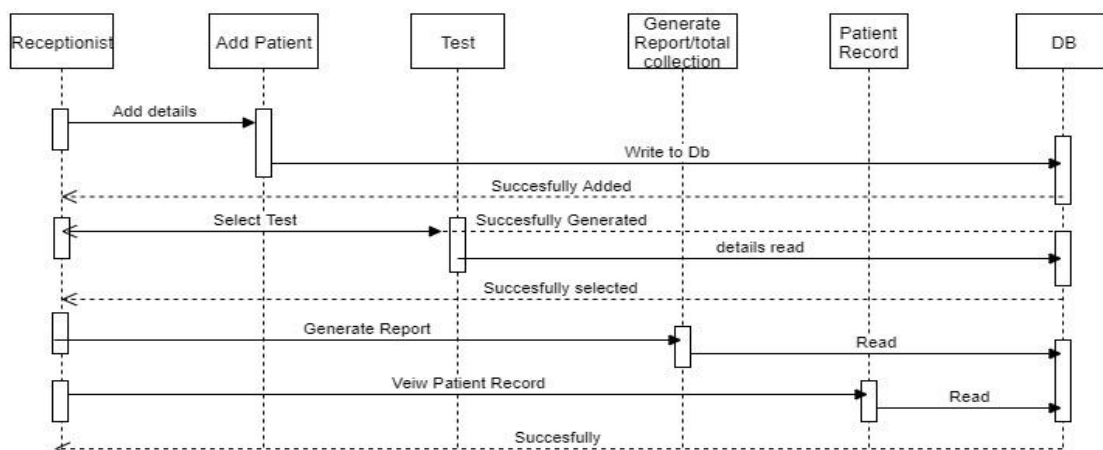 Receptionist
Add Patient
Test
Generate
Report/total
collection
Patient
Record
DB
Add details
Write to Db
Succesfully Added
Select Test
Succesfully Generated
details read
Succesfully selected
Generate Report
Read
Veiw Patient Record
Read
Succesfully